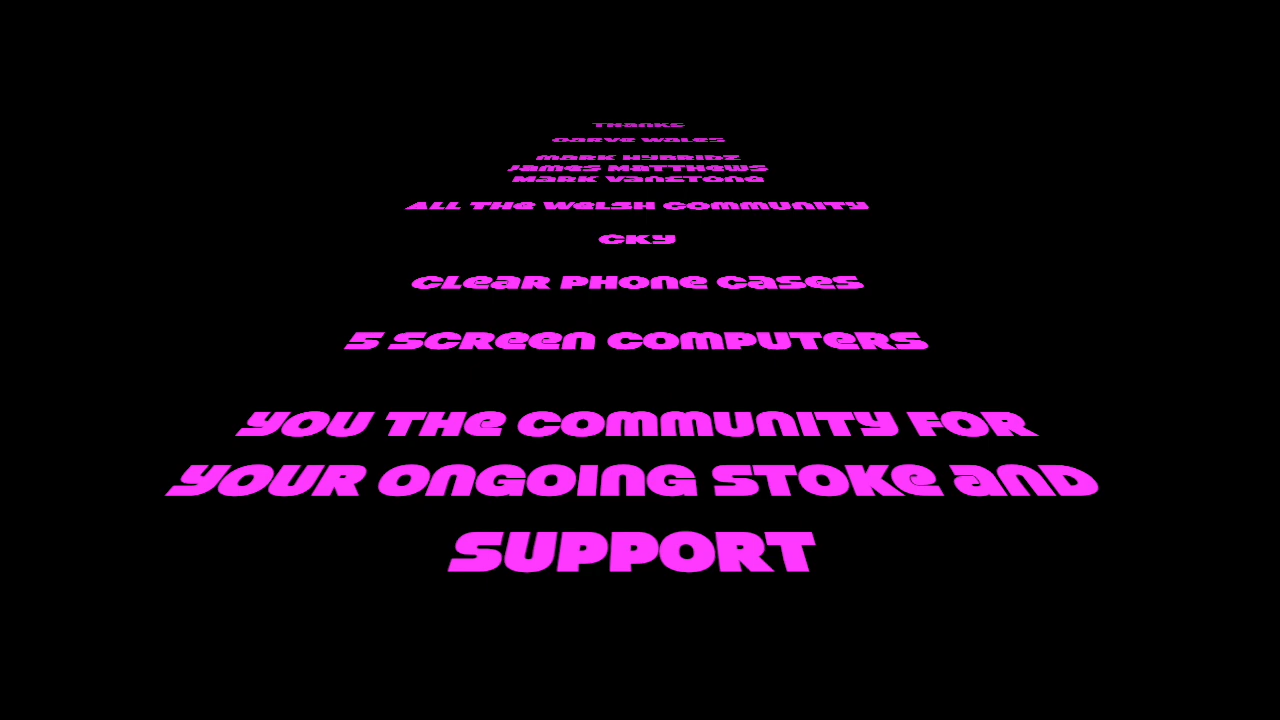 THANKS
CARVE WALES
MARK HYBRIDZ
JAMES MATTHEWS
MARK VANSTONE
ALL THE WELSH COMMUNITY
CKY
CLEAR PHONE CASES
5 SCREEN COMPUTERS
YOU THE COMMUNITY FOR
YOUR ONGOING STOKE AND
SUPPORT